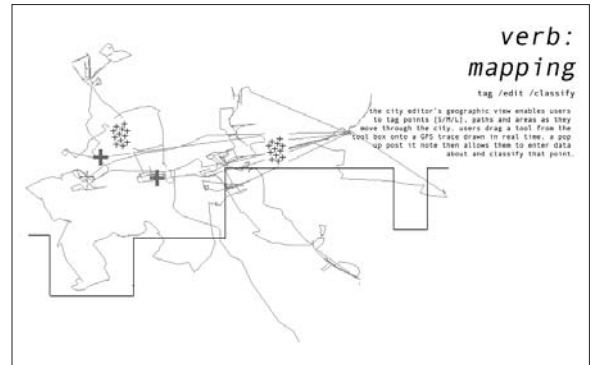 verb:
mapping
tag /edit /classify
the city editor's geographic view enables users
to tag points [S/M/L], paths and areas as they
move through the city. users drag a tool from the
tool box onto a GPS trace drawn in real time. a pop
up post it note then allows them to enter data
about and classify that point.